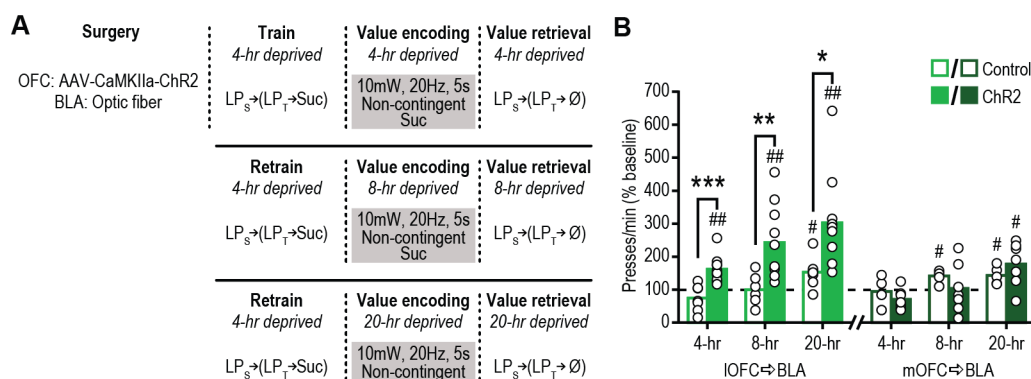 A
Surgery
OFC: AAV-CaMKIIa-ChR2
BLA: Optic fiber
Train
4-hr deprived
LPS→(LPT→Suc)
Value encoding
4-hr deprived
10mW, 20Hz, 5s
Non-contingent
Suc
Value retrieval
4-hr deprived
LPS→(LPT→Ø)
Retrain
4-hr deprived
LPS→(LPT→Suc)
Value encoding
8-hr deprived
10mW, 20Hz, 5s
Non-contingent
Suc
Value retrieval
8-hr deprived
LPS→(LPT→Ø)
Retrain
4-hr deprived
LPS→(LPT→Suc)
Value encoding
20-hr deprived
10mW, 20Hz, 5s
Non-contingent
Value retrieval
20-hr deprived
LPS→(LPT→Ø)
B
/ Control
/ ChR2
Presses/min (% baseline)
700
600
500
400
300
200
100
0
***
##
**
##
*
#
##
#
#
#
4-hr
8-hr
20-hr
4-hr
8-hr
20-hr
lOFC⇨BLA
mOFC⇨BLA